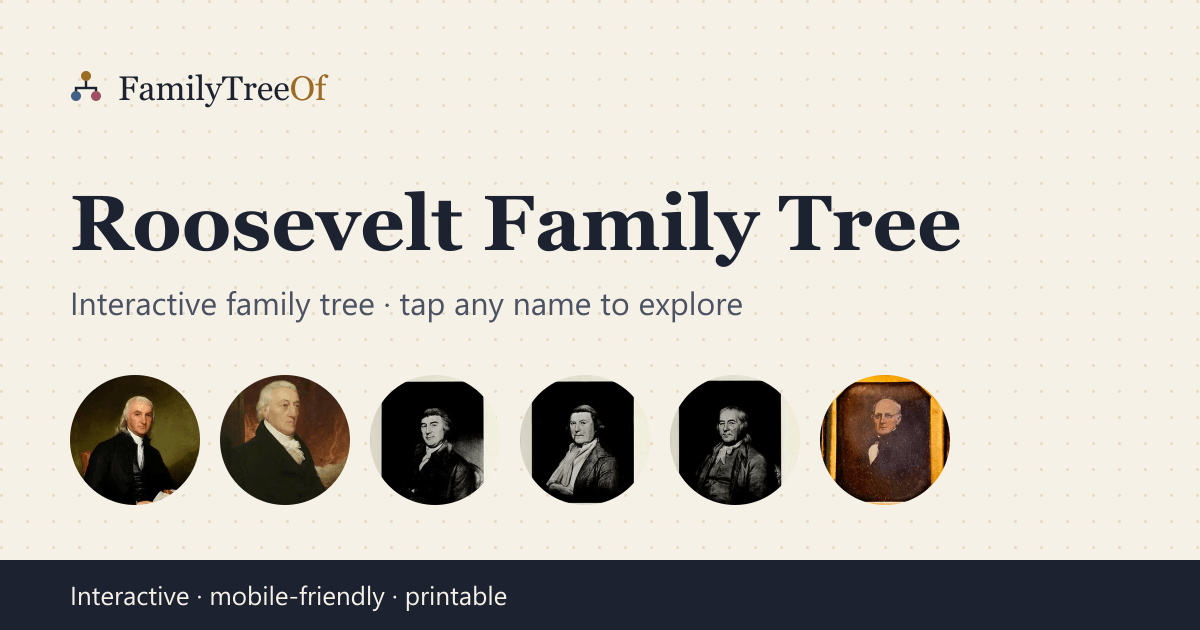 FamilyTreeOf
Roosevelt Family Tree
Interactive family tree · tap any name to explore
Interactive · mobile-friendly · printable